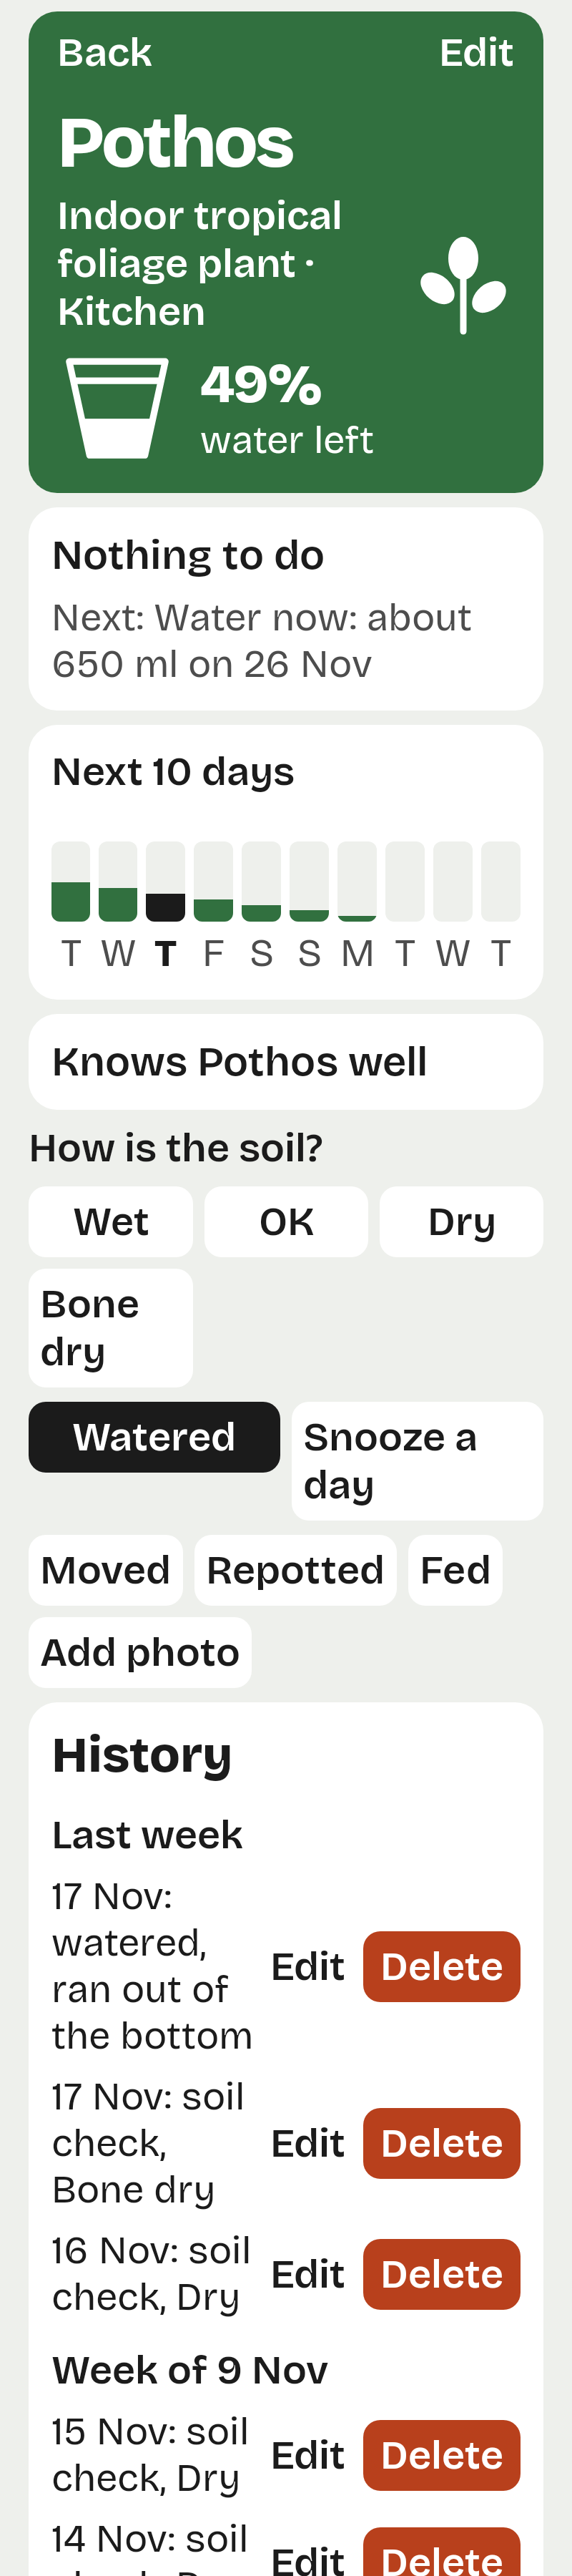 Back
Edit
Pothos
Indoor tropical
foliage plant ·
Kitchen
49%
water left
Nothing to do
Next: Water now: about
650 ml on 26 Nov
Next 10 days
T W T F S S M T W T
Knows Pothos well
How is the soil?
Wet
OK
Dry
Bone
dry
Watered
Snooze a
day
Moved
Repotted
Fed
Add photo
History
Last week
17 Nov:
watered,
ran out of
the bottom
Edit
Delete
17 Nov: soil
check,
Bone dry
Edit
Delete
16 Nov: soil
check, Dry
Edit
Delete
Week of 9 Nov
15 Nov: soil
check, Dry
Edit
Delete
14 Nov: soil
Edit
Delete